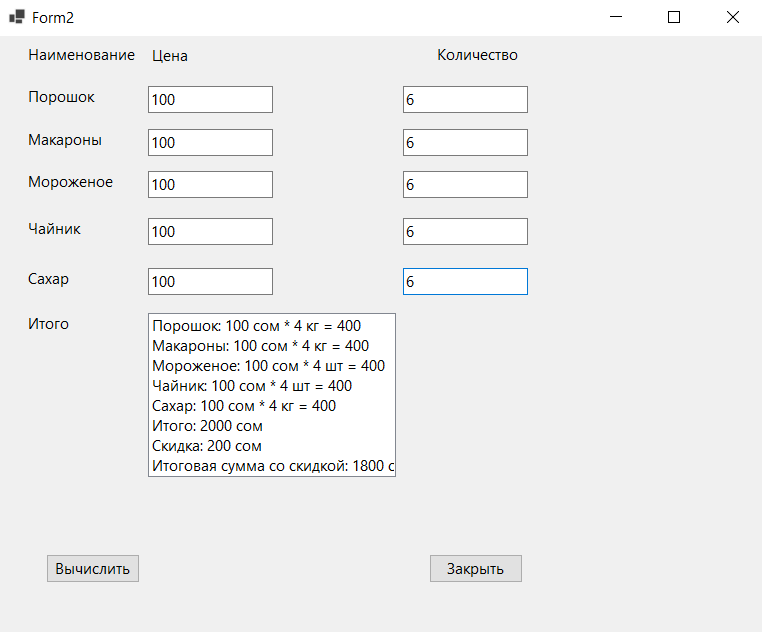 Form2
Наименование Цена Количество
Порошок 100 6
Макароны 100 6
Мороженое 100 6
Чайник 100 6
Сахар 100 6
Итого
Порошок: 100 сом * 4 кг = 400
Макароны: 100 сом * 4 кг = 400
Мороженое: 100 сом * 4 шт = 400
Чайник: 100 сом * 4 шт = 400
Сахар: 100 сом * 4 кг = 400
Итого: 2000 сом
Скидка: 200 сом
Итоговая сумма со скидкой: 1800 с
Вычислить Закрыть